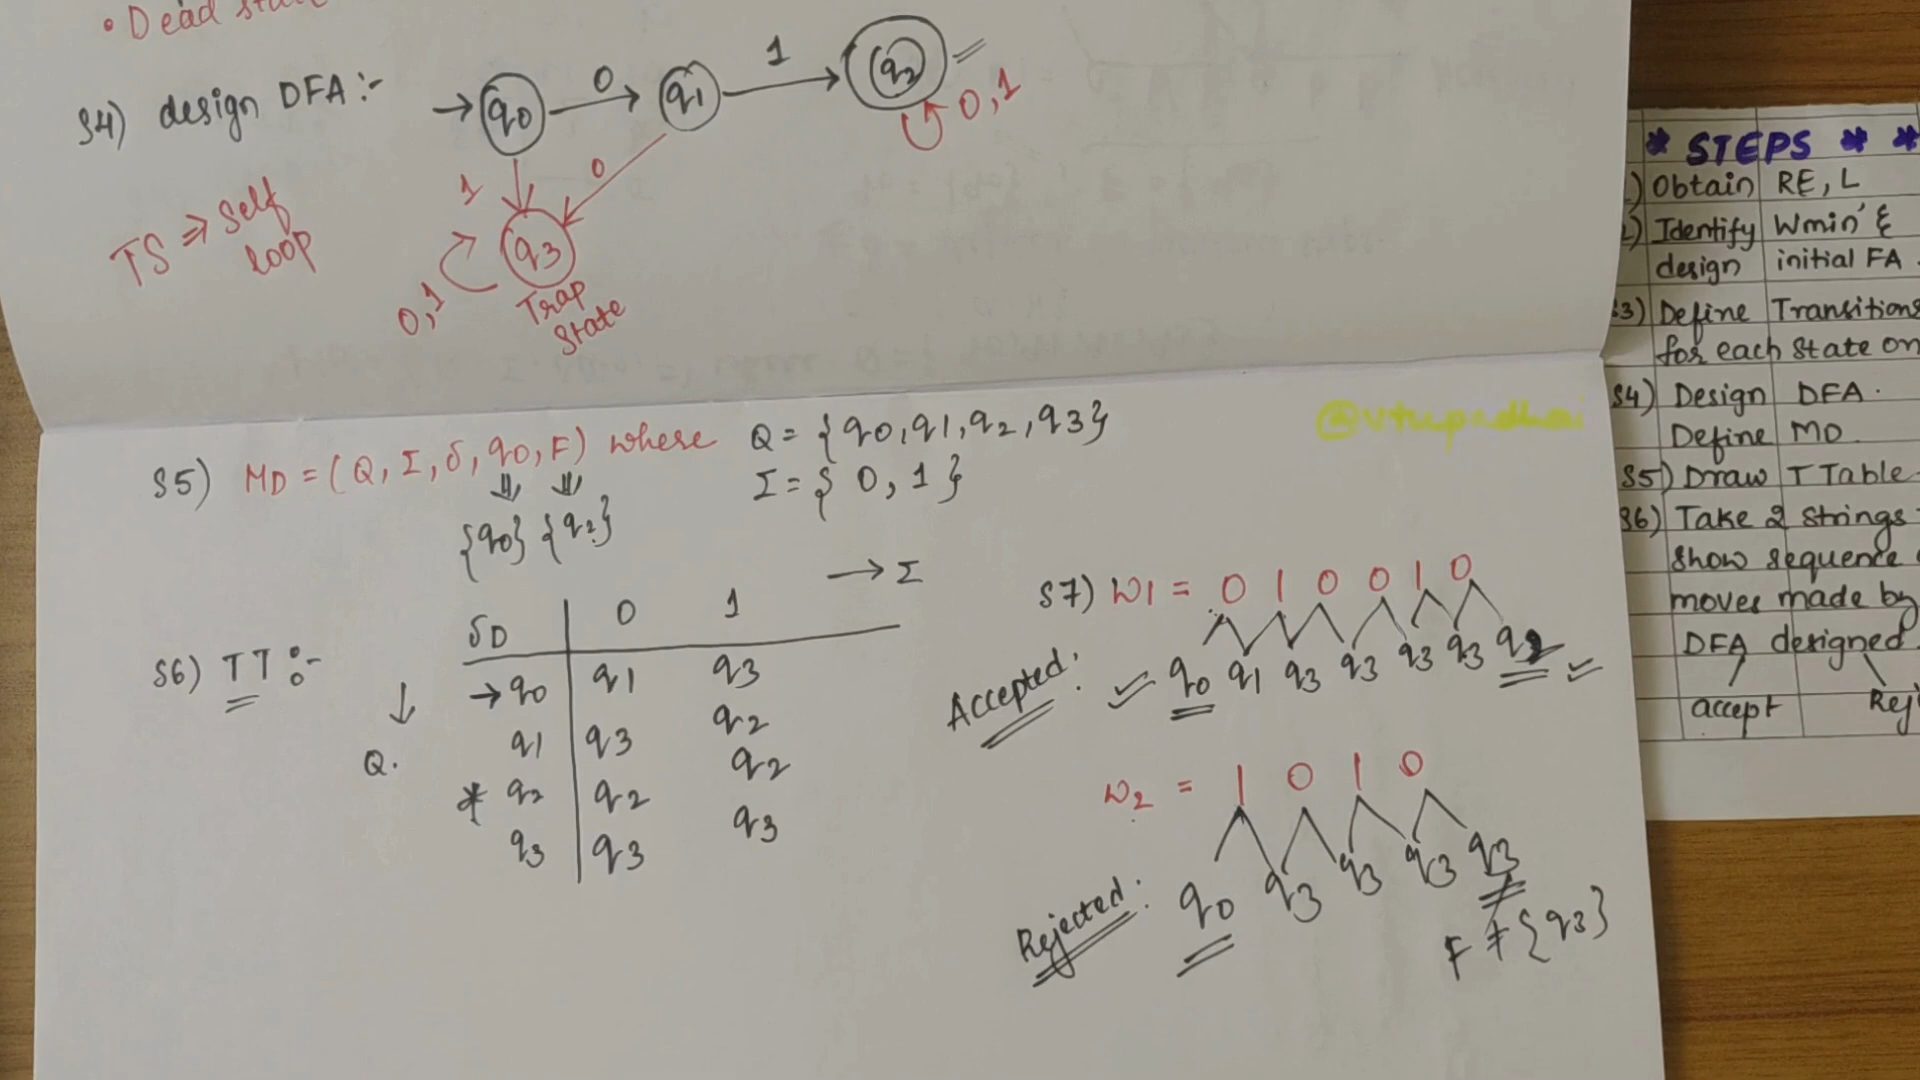 • Dead
S4) design DFA :-
→ q0 0 q1 1 q2
0,1
1
0
TS ⇒ Self
loop
q3
0,1
Trap
State
S5) MD = (Q, Σ, δ, q0, F) where Q = {q0, q1, q2, q3}
Σ = { 0, 1 }
{q0} {q2}
@vtupadhai
S6) TT :-
→ Σ
↓
Q.
δD 0 1
→ q0 q1 q3
q1 q3 q2
* q2 q2 q2
q3 q3 q3
S7) W1 = 0 1 0 0 1 0
Accepted: q0 q1 q3 q3 q3 q3 q2
W2 = 1 0 1 0
Rejected: q0 q3 q3 q3 q3
F ≠ {q3}
* STEPS * *
) Obtain RE, L
) Identify Wmin' &
design initial FA.
S3) Define Transitions
for each State on
S4) Design DFA.
Define MD
S5) Draw T Table
S6) Take 2 Strings
show sequence
moves made by
DFA designed
accept Rej